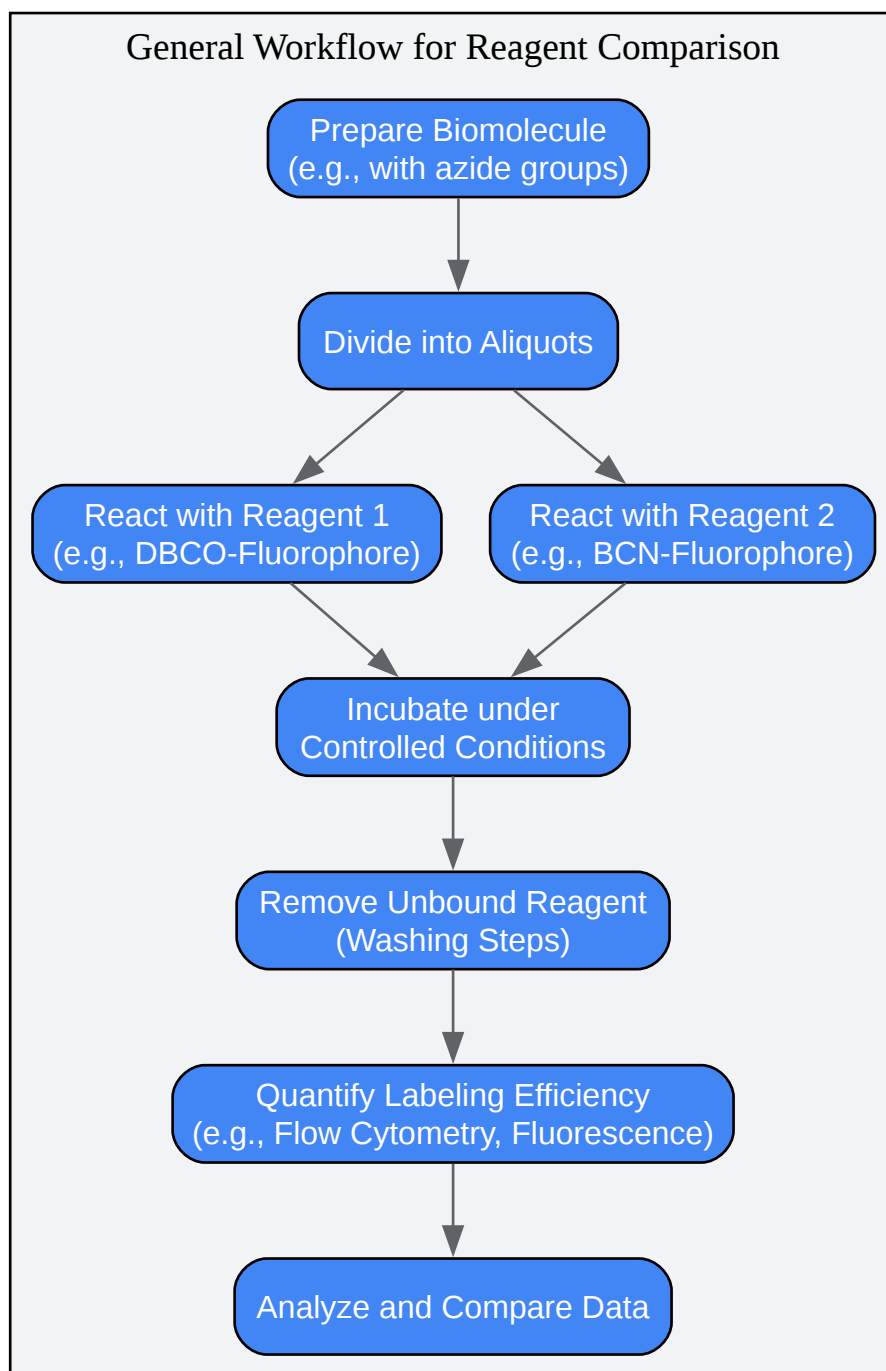 General Workflow for Reagent Comparison
Prepare Biomolecule
(e.g., with azide groups)
Divide into Aliquots
React with Reagent 1
(e.g., DBCO-Fluorophore)
React with Reagent 2
(e.g., BCN-Fluorophore)
Incubate under
Controlled Conditions
Remove Unbound Reagent
(Washing Steps)
Quantify Labeling Efficiency
(e.g., Flow Cytometry, Fluorescence)
Analyze and Compare Data